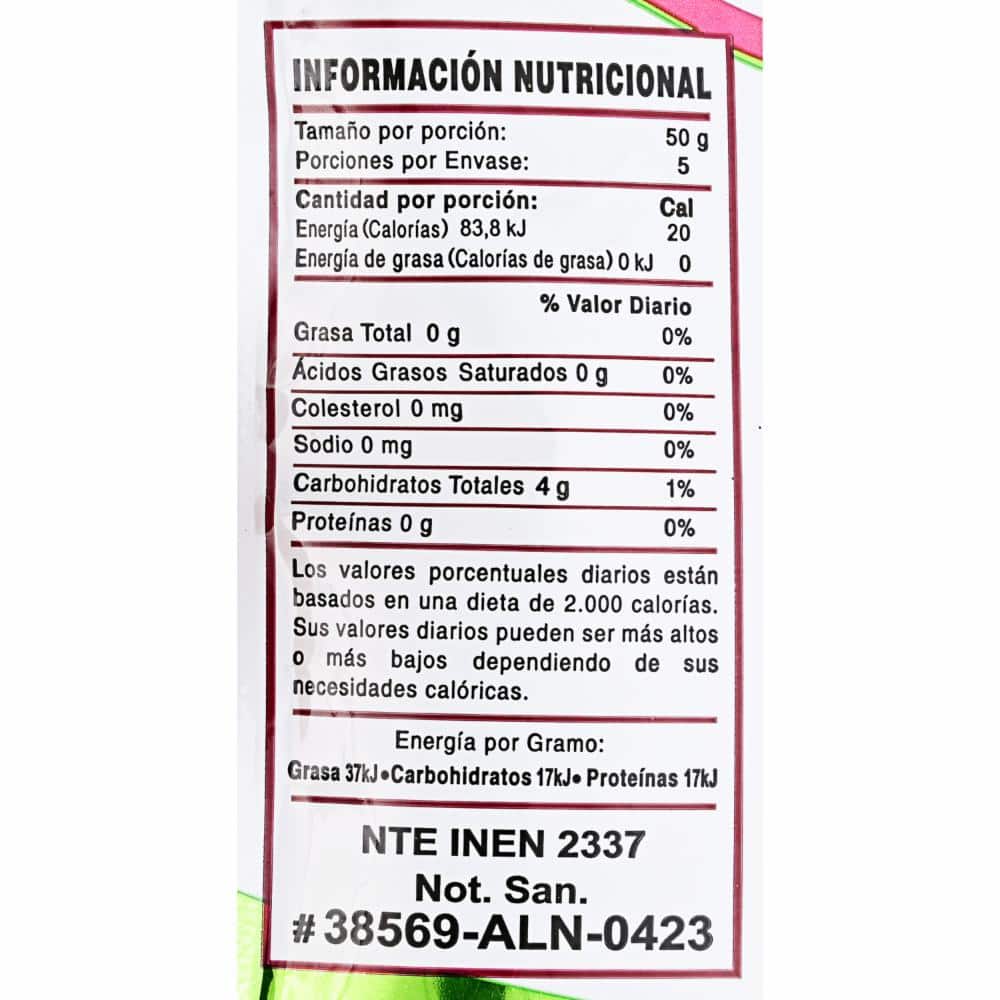 INFORMACIÓN NUTRICIONAL
Tamaño por porción: 50 g
Porciones por Envase: 5
Cantidad por porción: Cal
Energía (Calorías) 83,8 kJ 20
Energía de grasa (Calorías de grasa) 0 kJ 0
% Valor Diario
Grasa Total 0 g 0%
Ácidos Grasos Saturados 0 g 0%
Colesterol 0 mg 0%
Sodio 0 mg 0%
Carbohidratos Totales 4 g 1%
Proteínas 0 g 0%
Los valores porcentuales diarios están
basados en una dieta de 2.000 calorías.
Sus valores diarios pueden ser más altos
o más bajos dependiendo de sus
necesidades calóricas.
Energía por Gramo:
Grasa 37kJ•Carbohidratos 17kJ• Proteínas 17kJ
NTE INEN 2337
Not. San.
# 38569-ALN-0423